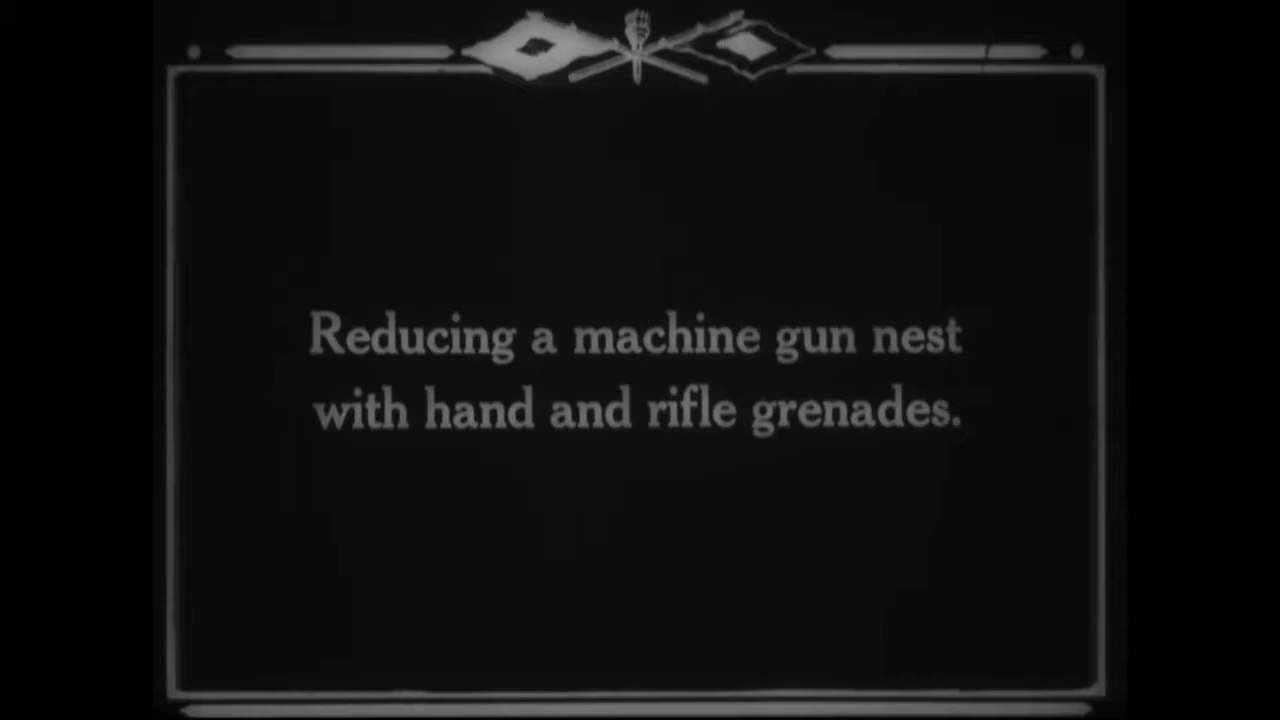 Reducing a machine gun nest
with hand and rifle grenades.